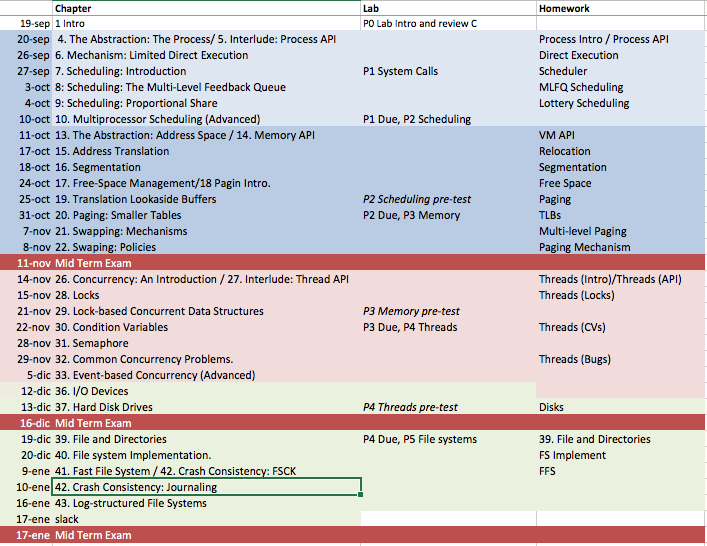 Chapter Lab Homework
19-sep 1 Intro P0 Lab Intro and review C
20-sep 4. The Abstraction: The Process/ 5. Interlude: Process API Process Intro / Process API
26-sep 6. Mechanism: Limited Direct Execution Direct Execution
27-sep 7. Scheduling: Introduction P1 System Calls Scheduler
3-oct 8: Scheduling: The Multi-Level Feedback Queue MLFQ Scheduling
4-oct 9: Scheduling: Proportional Share Lottery Scheduling
10-oct 10. Multiprocessor Scheduling (Advanced) P1 Due, P2 Scheduling
11-oct 13. The Abstraction: Address Space / 14. Memory API VM API
17-oct 15. Address Translation Relocation
18-oct 16. Segmentation Segmentation
24-oct 17. Free-Space Management/18 Pagin Intro. Free Space
25-oct 19. Translation Lookaside Buffers P2 Scheduling pre-test Paging
31-oct 20. Paging: Smaller Tables P2 Due, P3 Memory TLBs
7-nov 21. Swapping: Mechanisms Multi-level Paging
8-nov 22. Swaping: Policies Paging Mechanism
11-nov Mid Term Exam
14-nov 26. Concurrency: An Introduction / 27. Interlude: Thread API Threads (Intro)/Threads (API)
15-nov 28. Locks Threads (Locks)
21-nov 29. Lock-based Concurrent Data Structures P3 Memory pre-test
22-nov 30. Condition Variables P3 Due, P4 Threads Threads (CVs)
28-nov 31. Semaphore
29-nov 32. Common Concurrency Problems. Threads (Bugs)
5-dic 33. Event-based Concurrency (Advanced)
12-dic 36. I/O Devices
13-dic 37. Hard Disk Drives P4 Threads pre-test Disks
16-dic Mid Term Exam
19-dic 39. File and Directories P4 Due, P5 File systems 39. File and Directories
20-dic 40. File system Implementation. FS Implement
9-ene 41. Fast File System / 42. Crash Consistency: FSCK FFS
10-ene 42. Crash Consistency: Journaling
16-ene 43. Log-structured File Systems
17-ene slack
17-ene Mid Term Exam